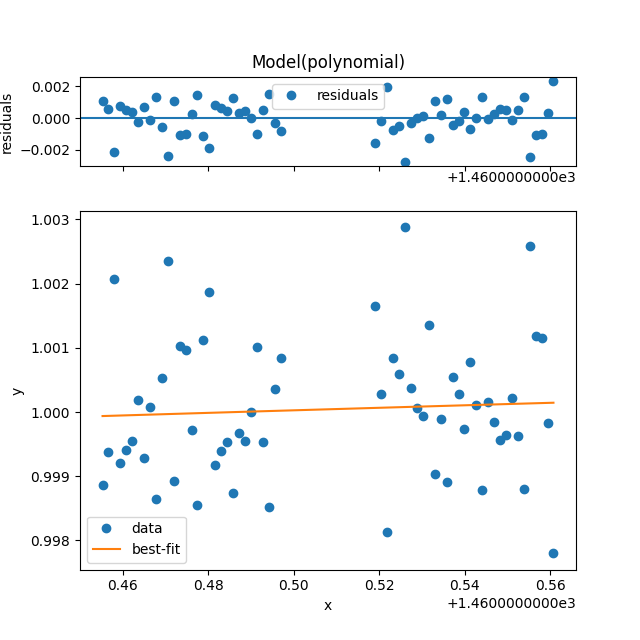 Model(polynomial)
residuals
0.002
0.000
−0.002
residuals
+1.4600000000e3
1.003
1.002
1.001
1.000
0.999
0.998
y
data
best-fit
0.46
0.48
0.50
0.52
0.54
0.56
x
+1.4600000000e3